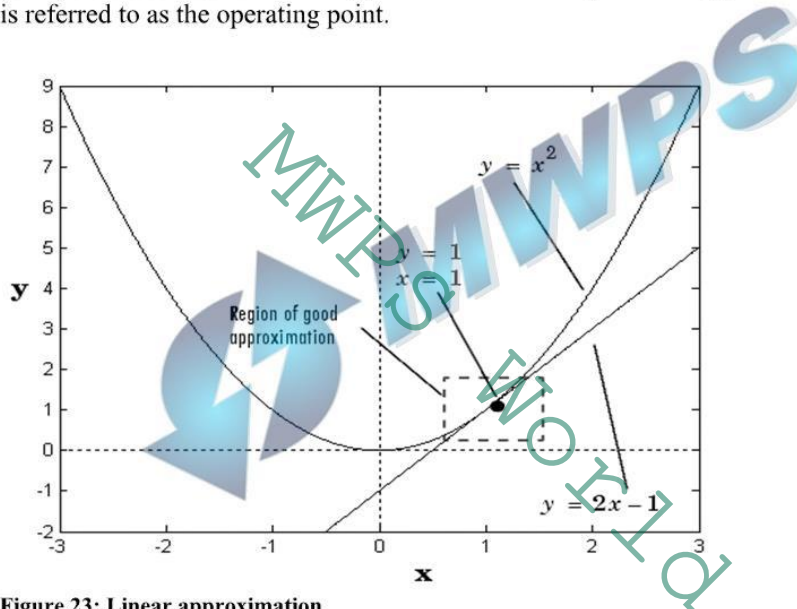 is referred to as the operating point.
9
8
7
6
5
4
3
2
1
0
-1
-2
y
-3
-2
-1
0
1
2
3
x
y = x²
y = 1
x = 1
Region of good
approximation
y = 2x – 1
MWPS
MWPS World
Figure 23: Linear approximation